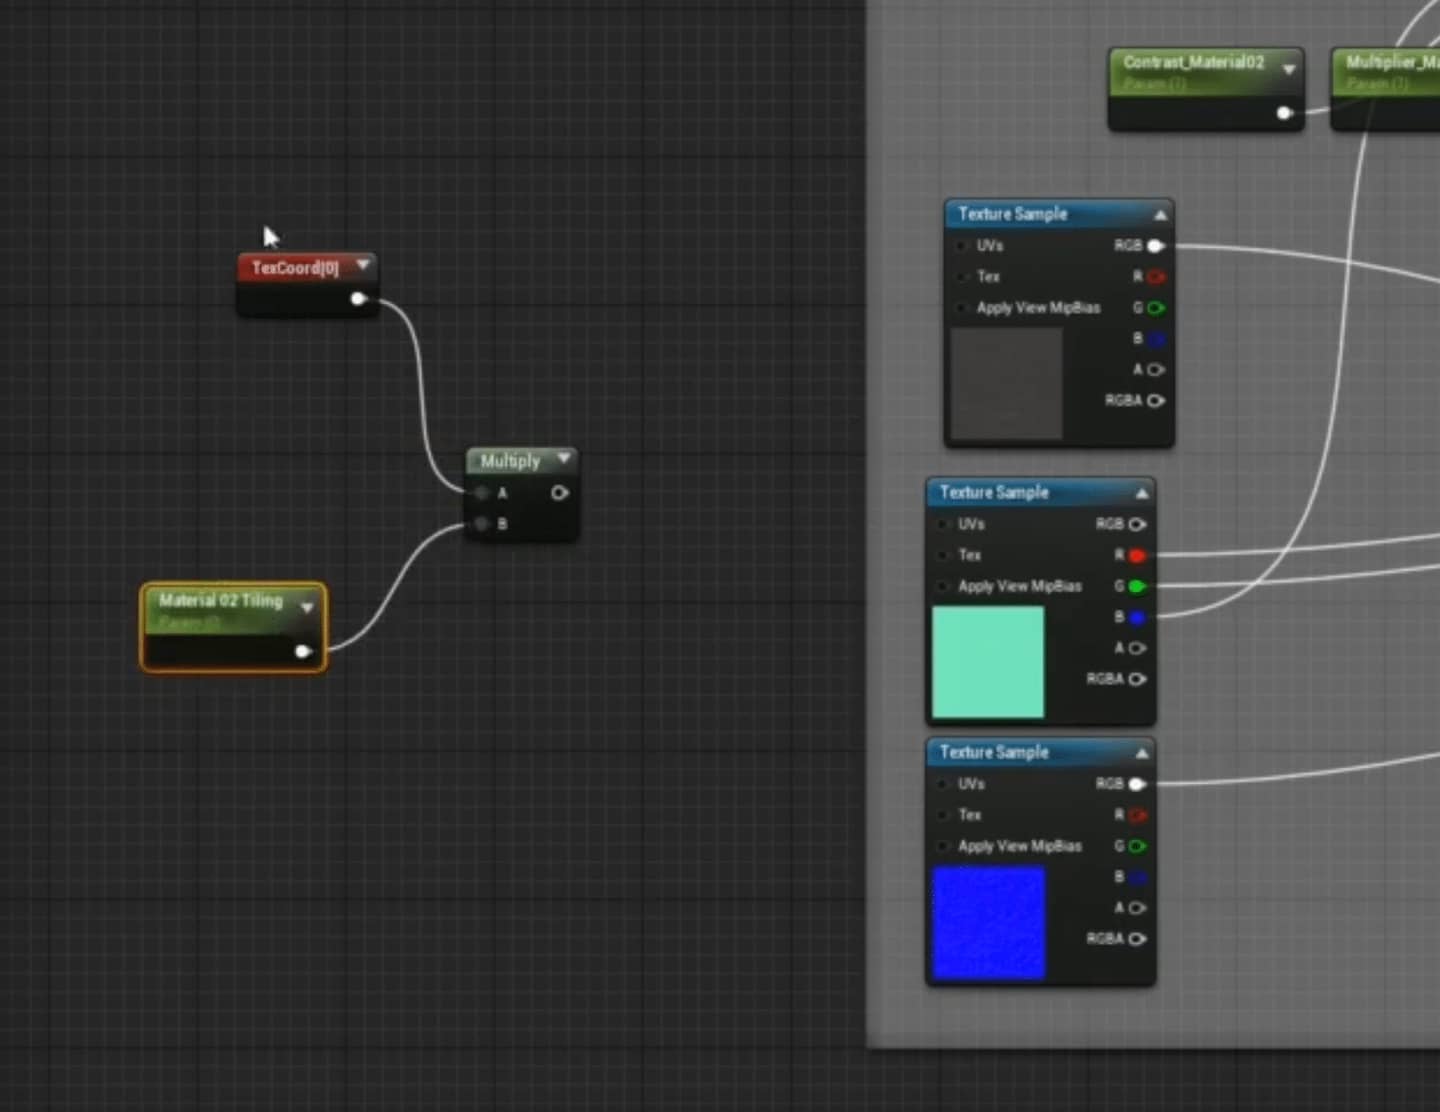 Contrast_Material02
Param (1)
Multiplier_Ma
Param (1)
TexCoord[0]
Multiply
A
B
Material 02 Tiling
Texture Sample
UVs RGB
Tex R
Apply View MipBias G
B
A
RGBA
Texture Sample
UVs RGB
Tex R
Apply View MipBias G
B
A
RGBA
Texture Sample
UVs RGB
Tex R
Apply View MipBias G
B
A
RGBA